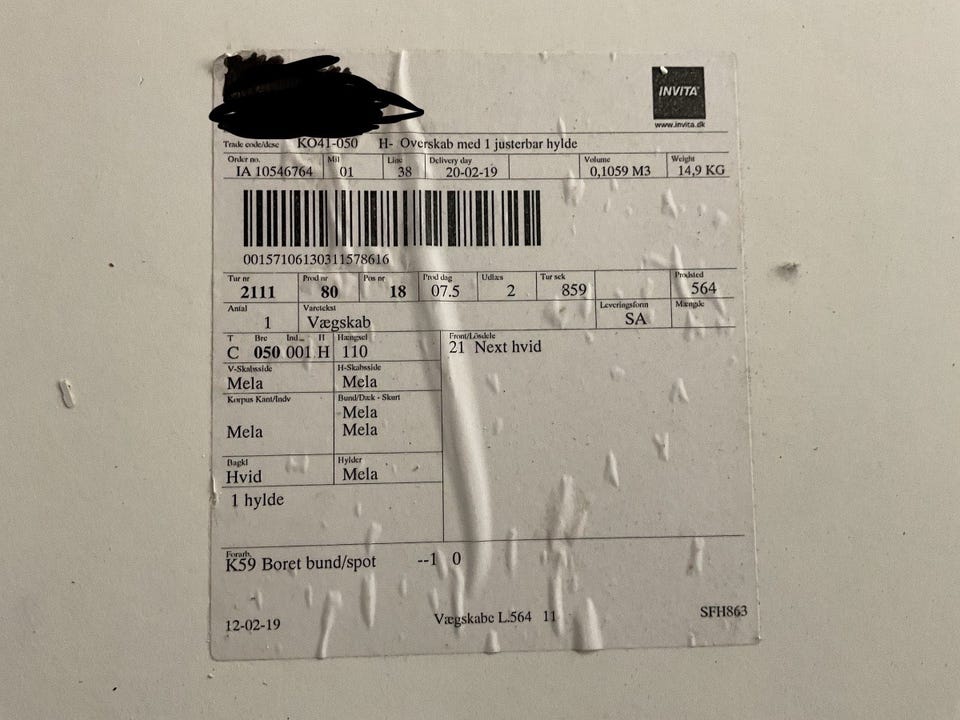 INVITA
www.invita.dk
Trade code/desc KO41-050 H- Overskab med 1 justerbar hylde
Order no. Mil Line Delivery day Volume Weight
IA 10546764 01 38 20-02-19 0,1059 M3 14,9 KG
00157106130311578616
Tur nr Prod nr Pos nr Prod dag Udlæs Tur sek Prodsted
2111 80 18 07.5 2 859 564
Antal Varetekst Leveringsform Mængde
1 Vægskab SA
T Bre Ind H Hængsel Front/Lösdele
C 050 001 H 110 21 Next hvid
V-Skabsside H-Skabsside
Mela Mela
Korpus Kant/Indv Bund/Dæk - Skurt
Mela
Mela Mela
Bagkl Hylder
Hvid Mela
1 hylde
Forarb.
K59 Boret bund/spot --1 0
12-02-19 Vægskabe L.564 11 SFH863